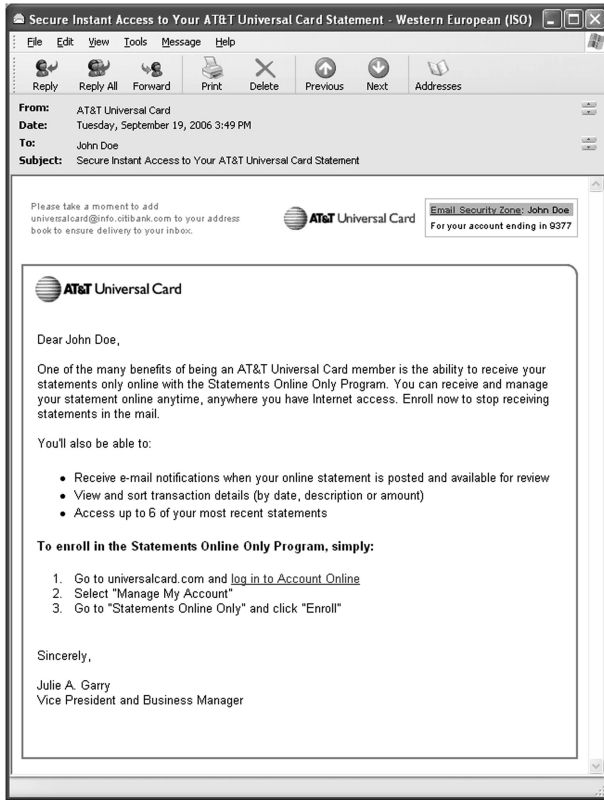 Secure Instant Access to Your AT&T Universal Card Statement - Western European (ISO)
File Edit View Tools Message Help
Reply Reply All Forward Print Delete Previous Next Addresses
From: AT&T Universal Card
Date: Tuesday, September 19, 2006 3:49 PM
To: John Doe
Subject: Secure Instant Access to Your AT&T Universal Card Statement
Please take a moment to add
universalcard@info.citibank.com to your address
book to ensure delivery to your inbox.
AT&T Universal Card
Email Security Zone: John Doe
For your account ending in 9377
AT&T Universal Card
Dear John Doe,
One of the many benefits of being an AT&T Universal Card member is the ability to receive your
statements only online with the Statements Online Only Program. You can receive and manage
your statement online anytime, anywhere you have Internet access. Enroll now to stop receiving
statements in the mail.
You'll also be able to:
• Receive e-mail notifications when your online statement is posted and available for review
• View and sort transaction details (by date, description or amount)
• Access up to 6 of your most recent statements
To enroll in the Statements Online Only Program, simply:
1. Go to universalcard.com and log in to Account Online
2. Select "Manage My Account"
3. Go to "Statements Online Only" and click "Enroll"
Sincerely,
Julie A. Garry
Vice President and Business Manager